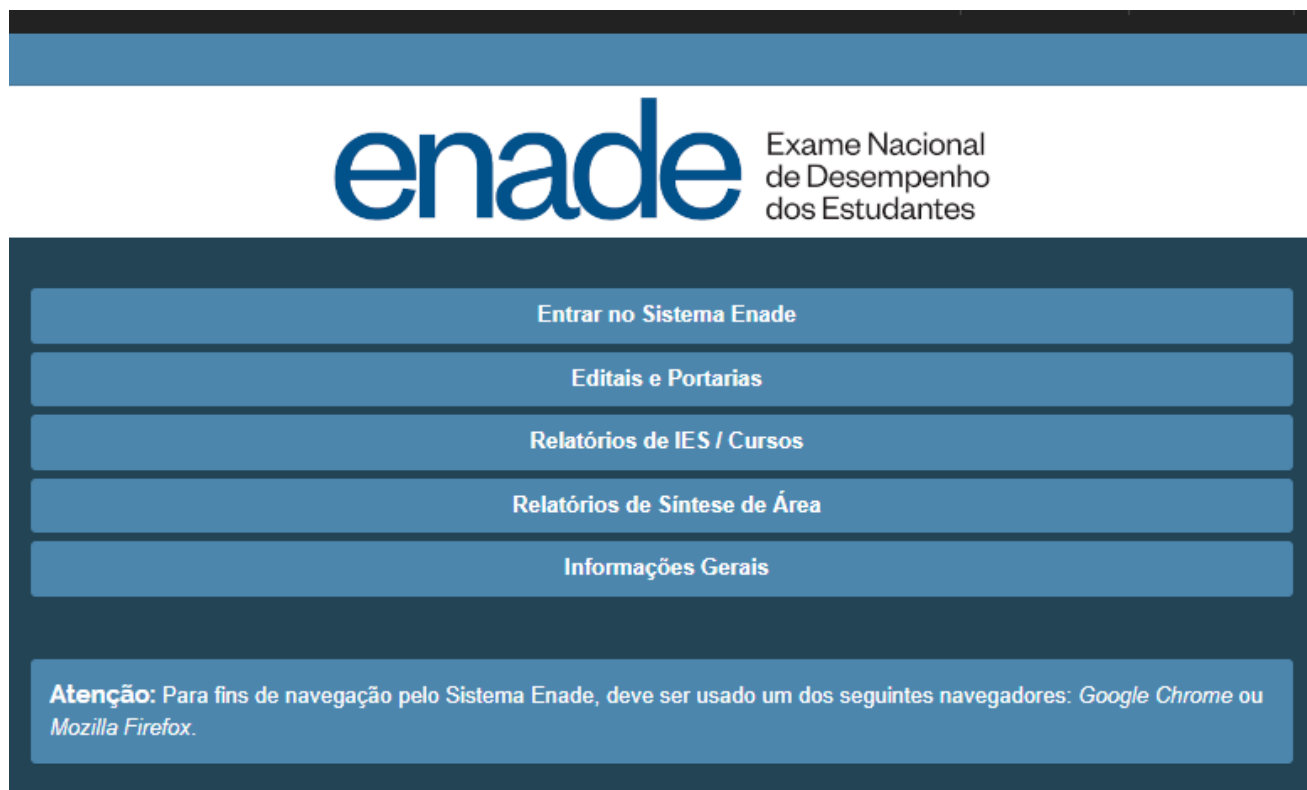 enade
Exame Nacional
de Desempenho
dos Estudantes
Entrar no Sistema Enade
Editais e Portarias
Relatórios de IES / Cursos
Relatórios de Síntese de Área
Informações Gerais
Atenção: Para fins de navegação pelo Sistema Enade, deve ser usado um dos seguintes navegadores: Google Chrome ou
Mozilla Firefox.